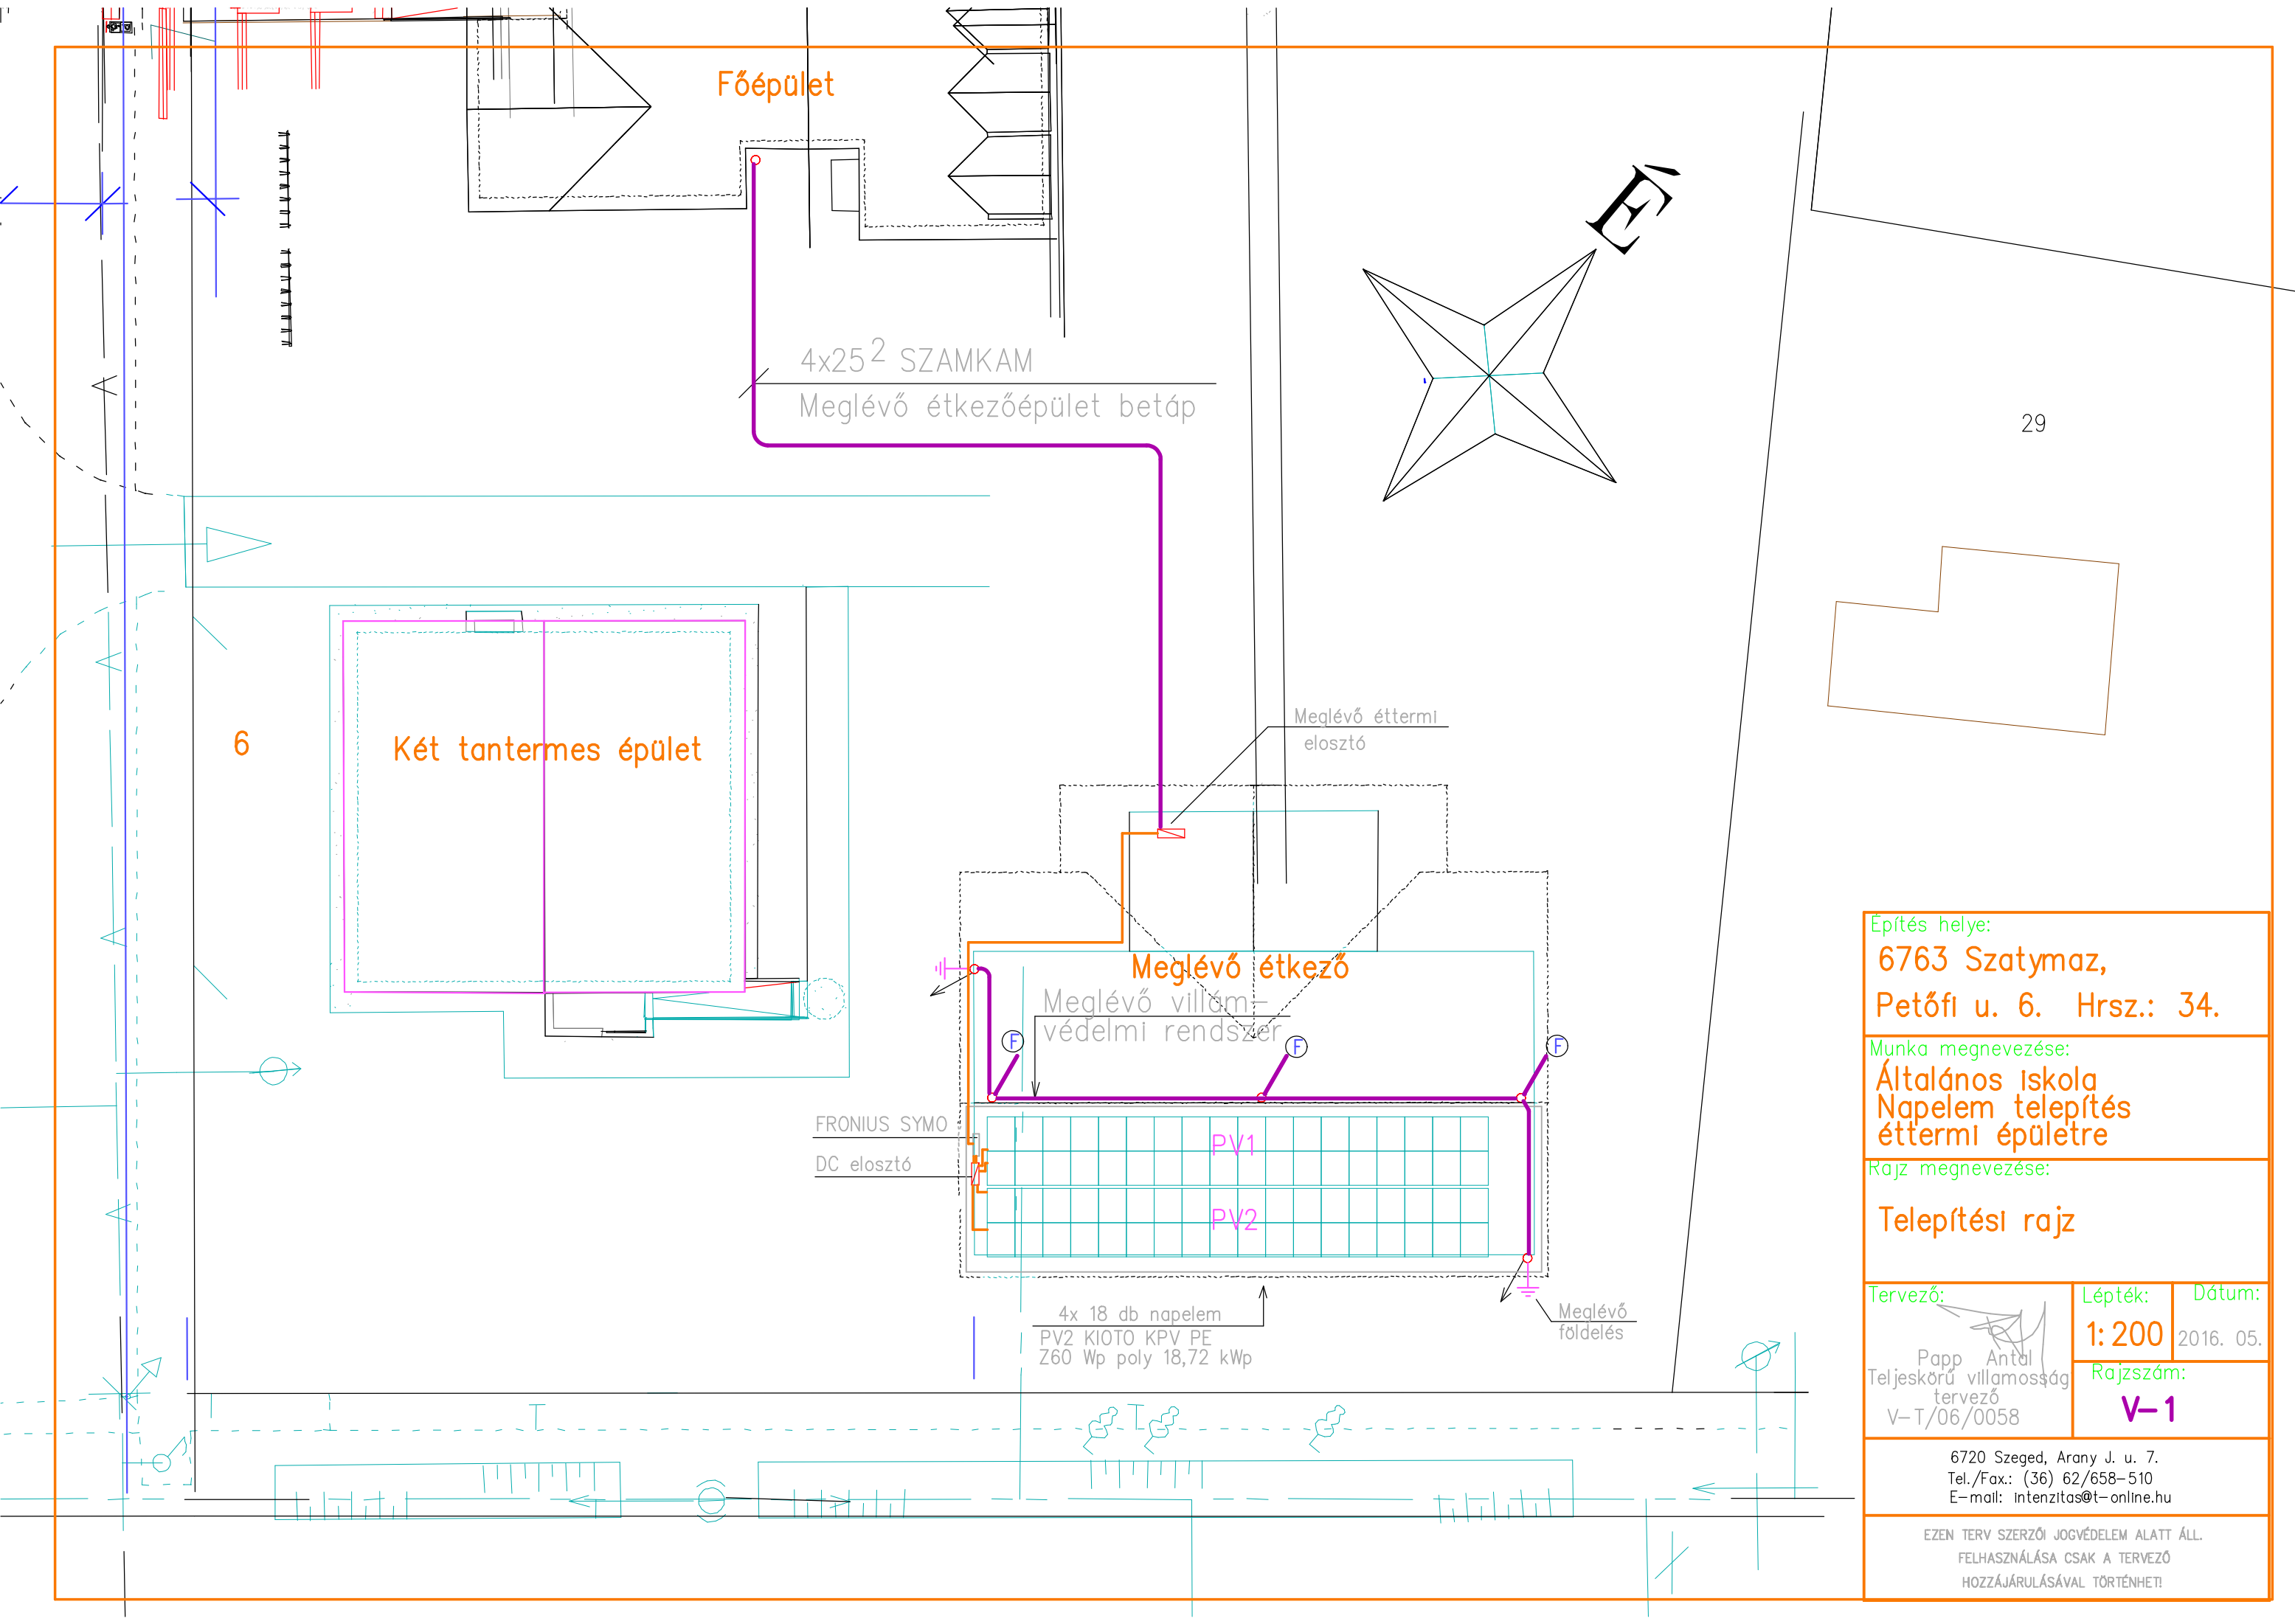 Főépület
É
4x25² SZAMKAM
Meglévő étkezőépület betáp
29
6
Két tantermes épület
Meglévő éttermi
elosztó
Meglévő étkező
Meglévő villám-
védelmi rendszer
F
F
F
FRONIUS SYMO
DC elosztó
PV1
PV2
4x 18 db napelem
PV2 KIOTO KPV PE
Z60 Wp poly 18,72 kWp
Meglévő
földelés
Építés helye:
6763 Szatymaz,
Petőfi u. 6. Hrsz.: 34.
Munka megnevezése:
Általános iskola
Napelem telepítés
éttermi épületre
Rajz megnevezése:
Telepítési rajz
Tervező:
Papp Antal
Teljeskörű villamosság
tervező
V-T/06/0058
Lépték:
1:200
Dátum:
2016. 05.
Rajzszám:
V-1
6720 Szeged, Arany J. u. 7.
Tel./Fax.: (36) 62/658-510
E-mail: intenzitas@t-online.hu
EZEN TERV SZERZŐI JOGVÉDELEM ALATT ÁLL.
FELHASZNÁLÁSA CSAK A TERVEZŐ
HOZZÁJÁRULÁSÁVAL TÖRTÉNHET!